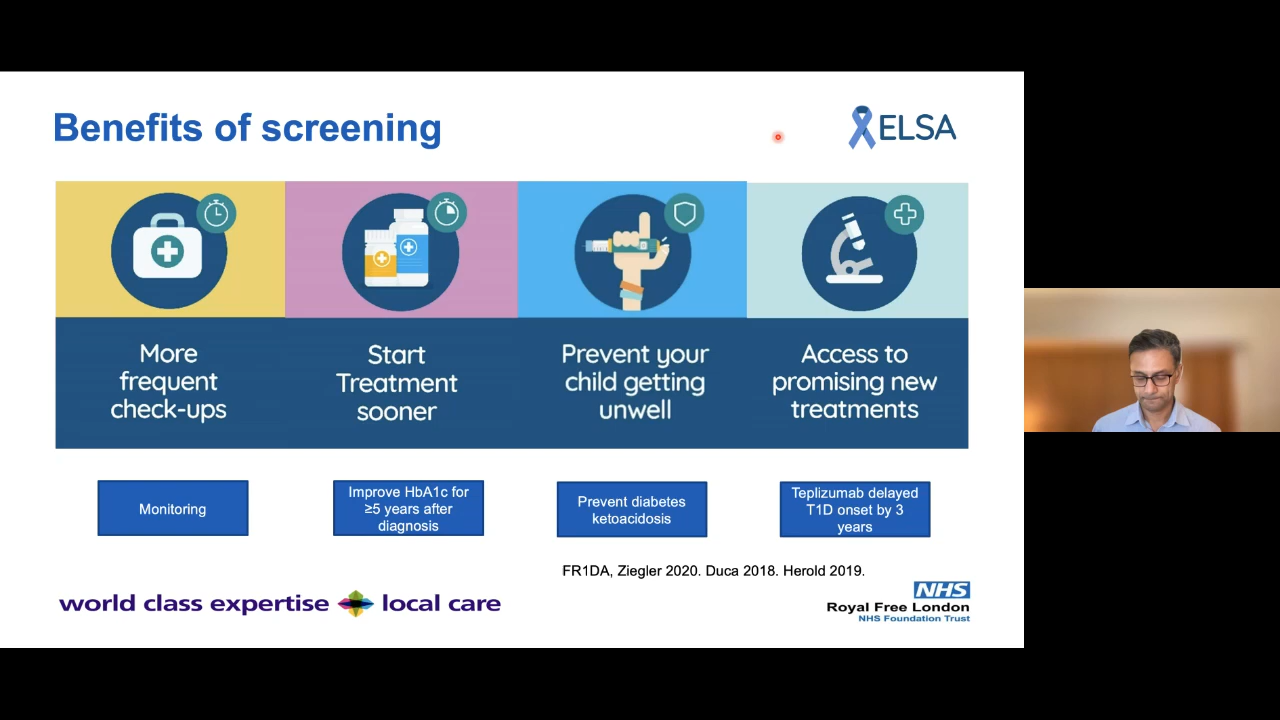 Benefits of screening
ELSA
More
frequent
check-ups
Start
Treatment
sooner
Prevent your
child getting
unwell
Access to
promising new
treatments
Monitoring
Improve HbA1c for
≥5 years after
diagnosis
Prevent diabetes
ketoacidosis
Teplizumab delayed
T1D onset by 3
years
FR1DA, Ziegler 2020. Duca 2018. Herold 2019.
world class expertise local care
NHS
Royal Free London
NHS Foundation Trust